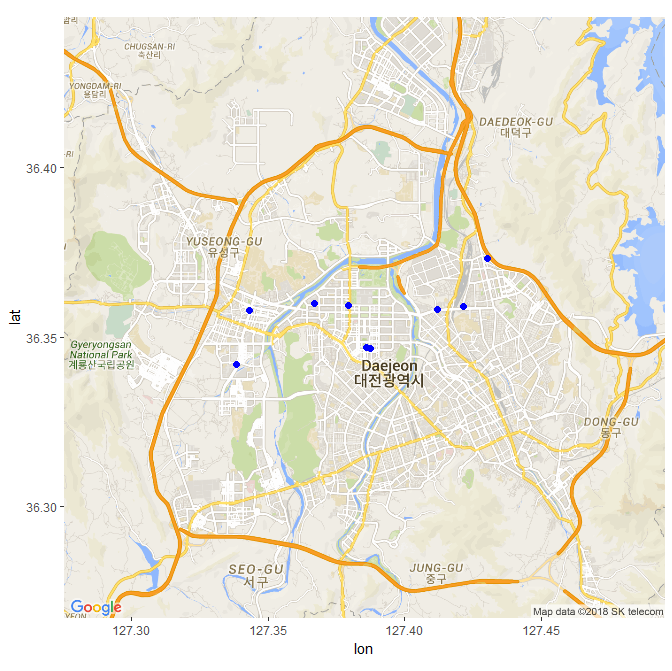 CHUGSAN-RI
축산리
YONGDAM-RI
용담리
DAEDEOK-GU
대덕구
-RI
36.40
YUSEONG-GU
유성구
lat
36.35
Gyeryongsan
National Park
계룡산국립공원
Daejeon
대전광역시
DONG-GU
동구
36.30
SEO-GU
서구
JUNG-GU
중구
Google
YEON
Map data ©2018 SK telecom
127.30
127.35
127.40
127.45
lon